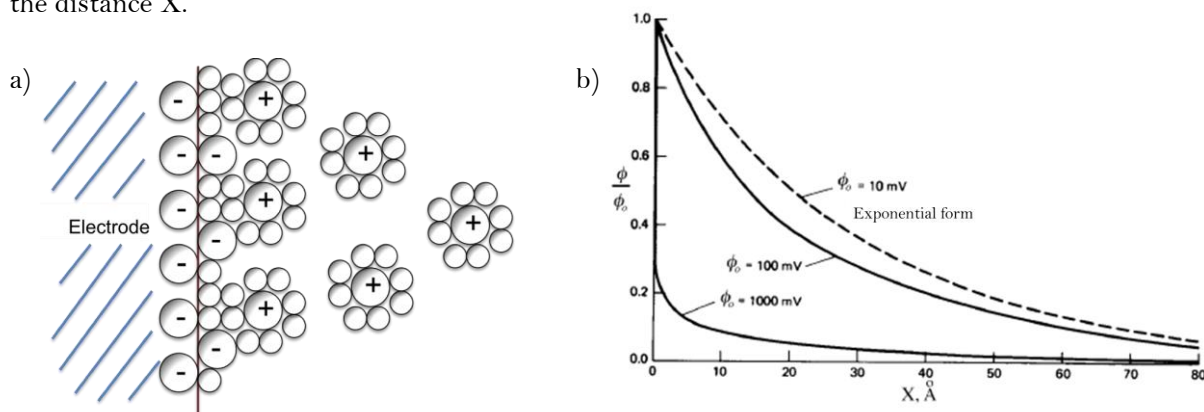 the distance X.
a)
- + 
- -
+
- +
Electrode
- -
-
- +
-
-
+
+
+
b)
1.0
0.8
0.6
ϕ/ϕₒ
0.4
0.2
0.0
ϕₒ = 10 mV
Exponential form
ϕₒ = 100 mV
ϕₒ = 1000 mV
0 10 20 30 40 50 60 70 80
X, Å